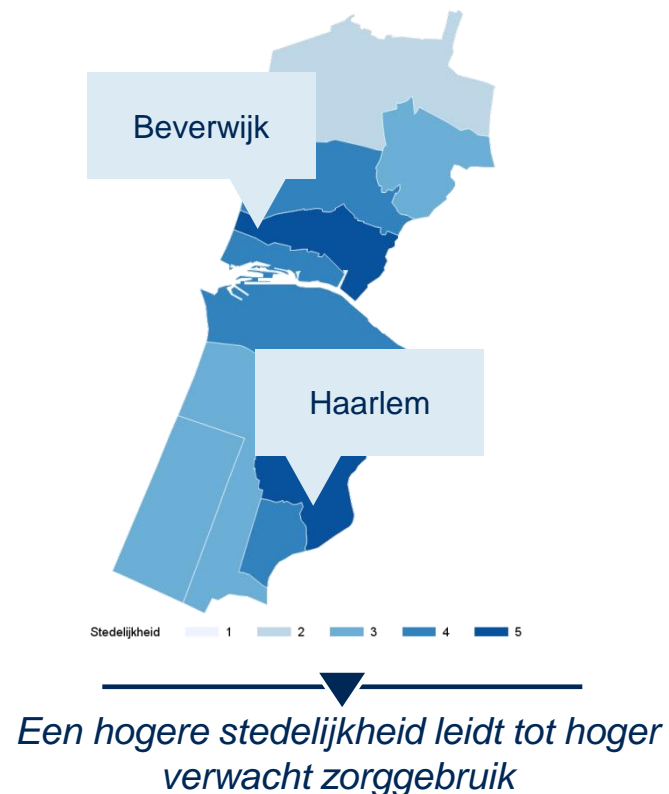 Beverwijk
Haarlem
Stedelijkheid 1 2 3 4 5
Een hogere stedelijkheid leidt tot hoger
verwacht zorggebruik